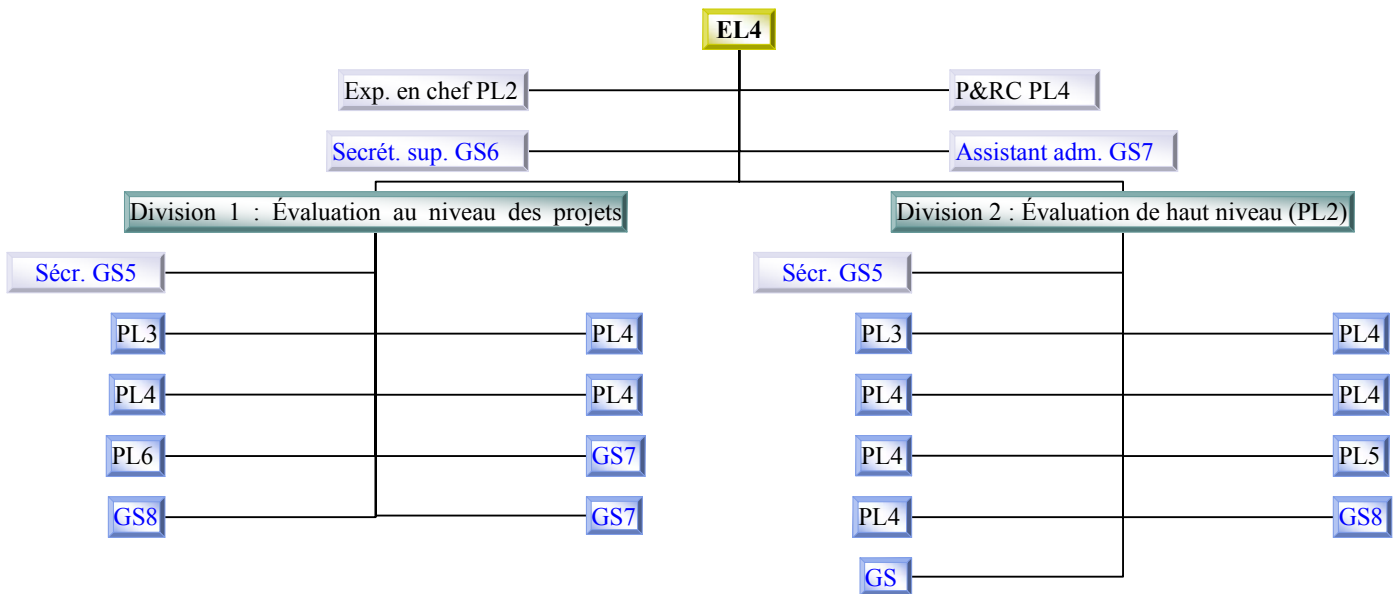 EL4
Exp. en chef PL2
P&RC PL4
Secrét. sup. GS6
Assistant adm. GS7
Division 1 : Évaluation au niveau des projets
Division 2 : Évaluation de haut niveau (PL2)
Sécr. GS5
Sécr. GS5
PL3
PL4
PL3
PL4
PL4
PL4
PL4
PL4
PL6
GS7
PL4
PL5
GS8
GS7
PL4
GS8
GS